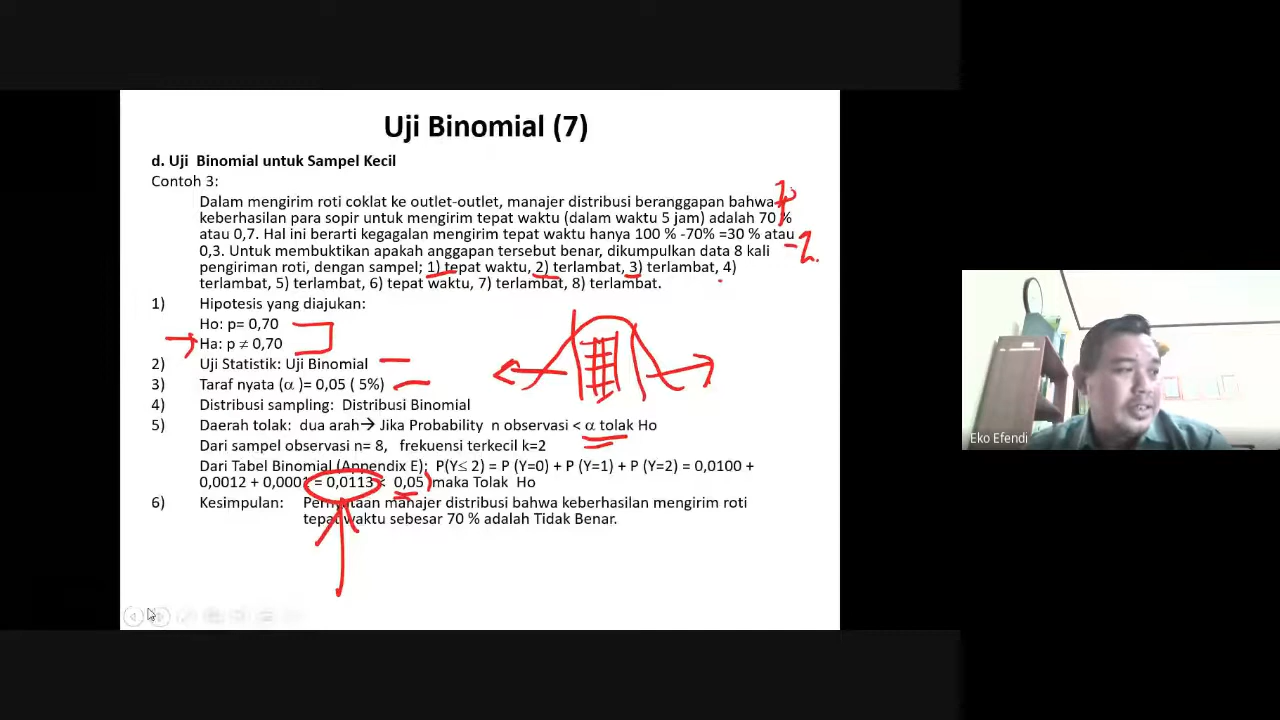 Uji Binomial (7)
d. Uji Binomial untuk Sampel Kecil
Contoh 3:
Dalam mengirim roti coklat ke outlet-outlet, manajer distribusi beranggapan bahwa
keberhasilan para sopir untuk mengirim tepat waktu (dalam waktu 5 jam) adalah 70 %
atau 0,7. Hal ini berarti kegagalan mengirim tepat waktu hanya 100 % -70% =30 % atau
0,3. Untuk membuktikan apakah anggapan tersebut benar, dikumpulkan data 8 kali
pengiriman roti, dengan sampel; 1) tepat waktu, 2) terlambat, 3) terlambat, 4)
terlambat, 5) terlambat, 6) tepat waktu, 7) terlambat, 8) terlambat.
1) Hipotesis yang diajukan:
Ho: p= 0,70
Ha: p ≠ 0,70
2) Uji Statistik: Uji Binomial
3) Taraf nyata (α )= 0,05 ( 5%)
4) Distribusi sampling: Distribusi Binomial
5) Daerah tolak: dua arah→ Jika Probability n observasi < α tolak Ho
Dari sampel observasi n= 8, frekuensi terkecil k=2
Dari Tabel Binomial (Appendix E); P(Y≤ 2) = P (Y=0) + P (Y=1) + P (Y=2) = 0,0100 +
0,0012 + 0,0001 = 0,0113 < 0,05) maka Tolak Ho
6) Kesimpulan: Pernyataan manajer distribusi bahwa keberhasilan mengirim roti
tepat waktu sebesar 70 % adalah Tidak Benar.
Eko Efendi